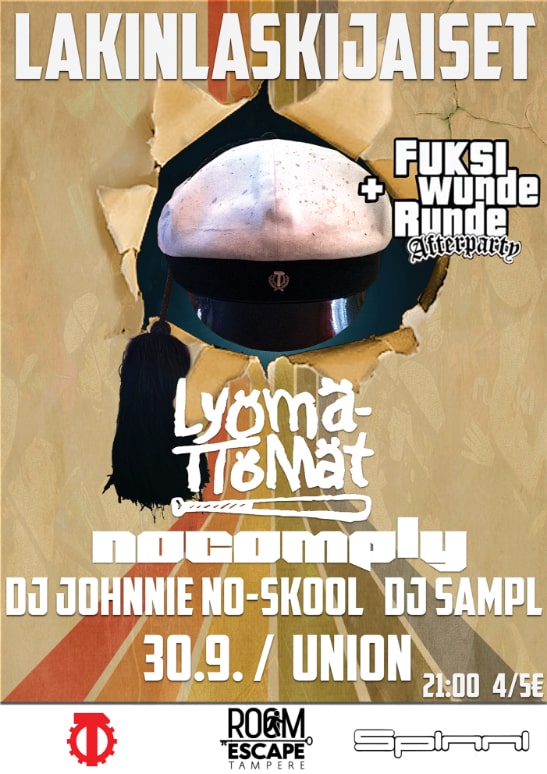 LAKINLASKIJAISET
+ FUKSI
WUNDE
RUNDE
Afterparty
Lyömä-
ttömät
nocomply
DJ JOHNNIE NO-SKOOL DJ SAMPL
30.9. / UNION
21:00 4/5€
ROOM
ESCAPE
TAMPERE
Spinni